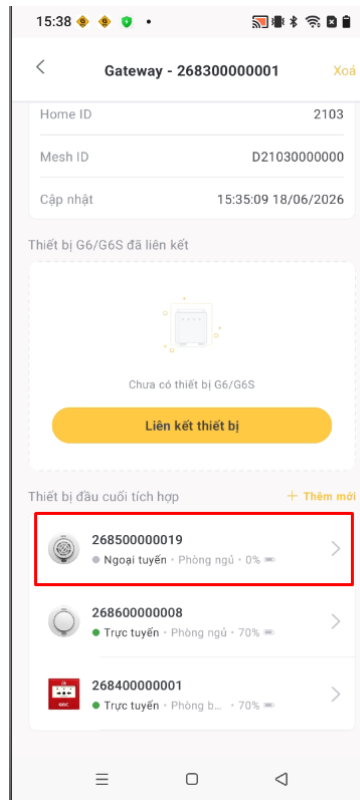 15:38
Gateway - 268300000001
Xoá
Home ID
2103
Mesh ID
D21030000000
Cập nhật
15:35:09 18/06/2026
Thiết bị G6/G6S đã liên kết
Chưa có thiết bị G6/G6S
Liên kết thiết bị
Thiết bị đầu cuối tích hợp
+ Thêm mới
268500000019
Ngoại tuyến • Phòng ngủ • 0%
268600000008
Trực tuyến • Phòng ngủ • 70%
268400000001
Trực tuyến • Phòng b... • 70%